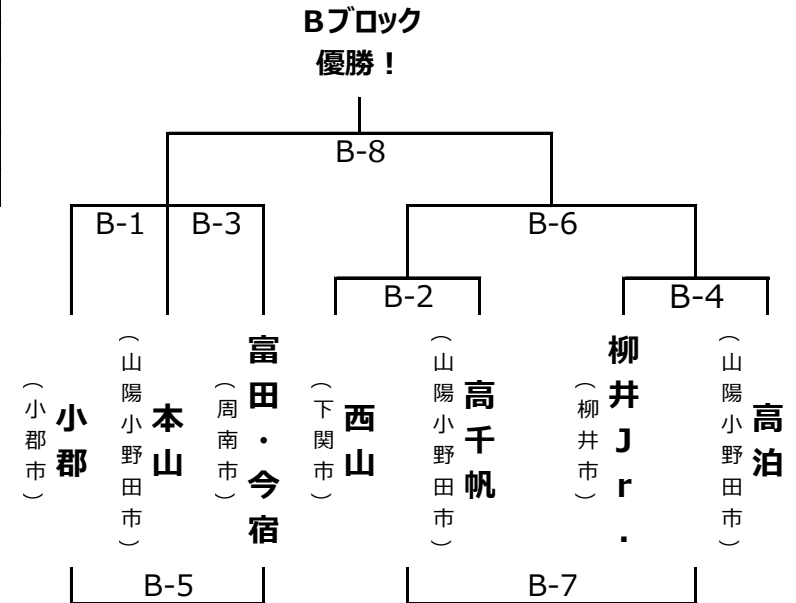 Bブロック
優勝！
B-8
B-1
B-3
B-6
B-2
B-4
小郡
（小郡市）
本山
（山陽小野田市）
富田・今宿
（周南市）
西山
（下関市）
高千帆
（山陽小野田市）
柳井Jr.
（柳井市）
高泊
（山陽小野田市）
B-5
B-7